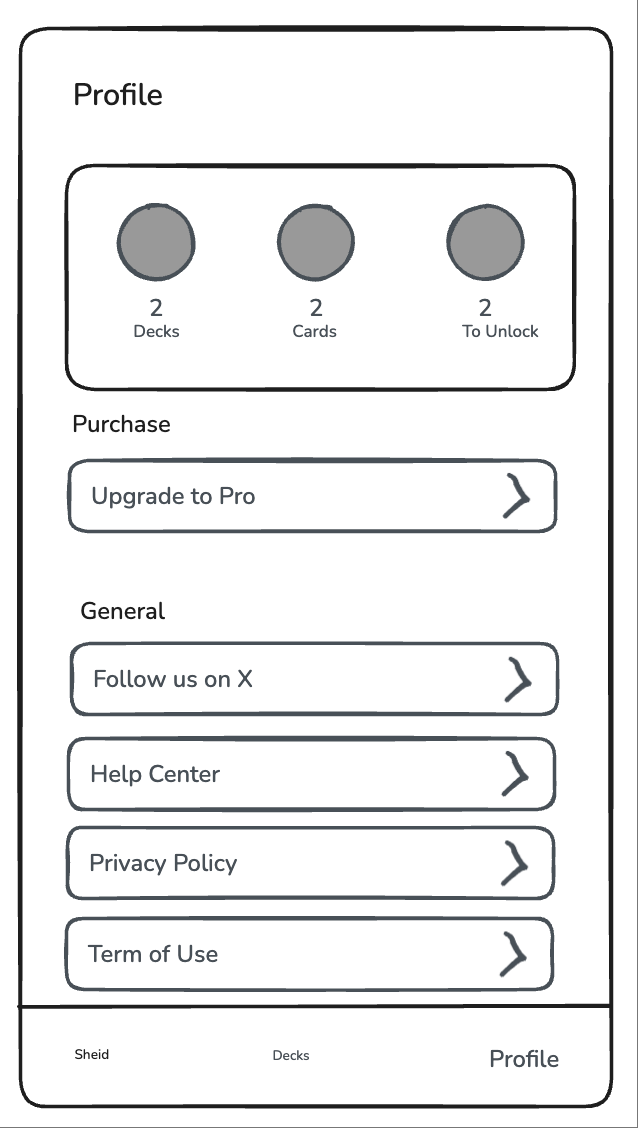 Profile
2 2 2
Decks Cards To Unlock
Purchase
Upgrade to Pro
General
Follow us on X
Help Center
Privacy Policy
Term of Use
Sheid Decks Profile